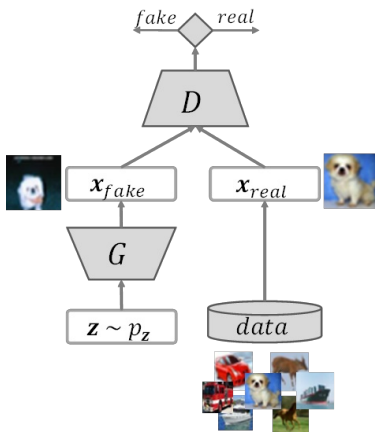 fake real
D
x_fake x_real
G
z ~ p_z data